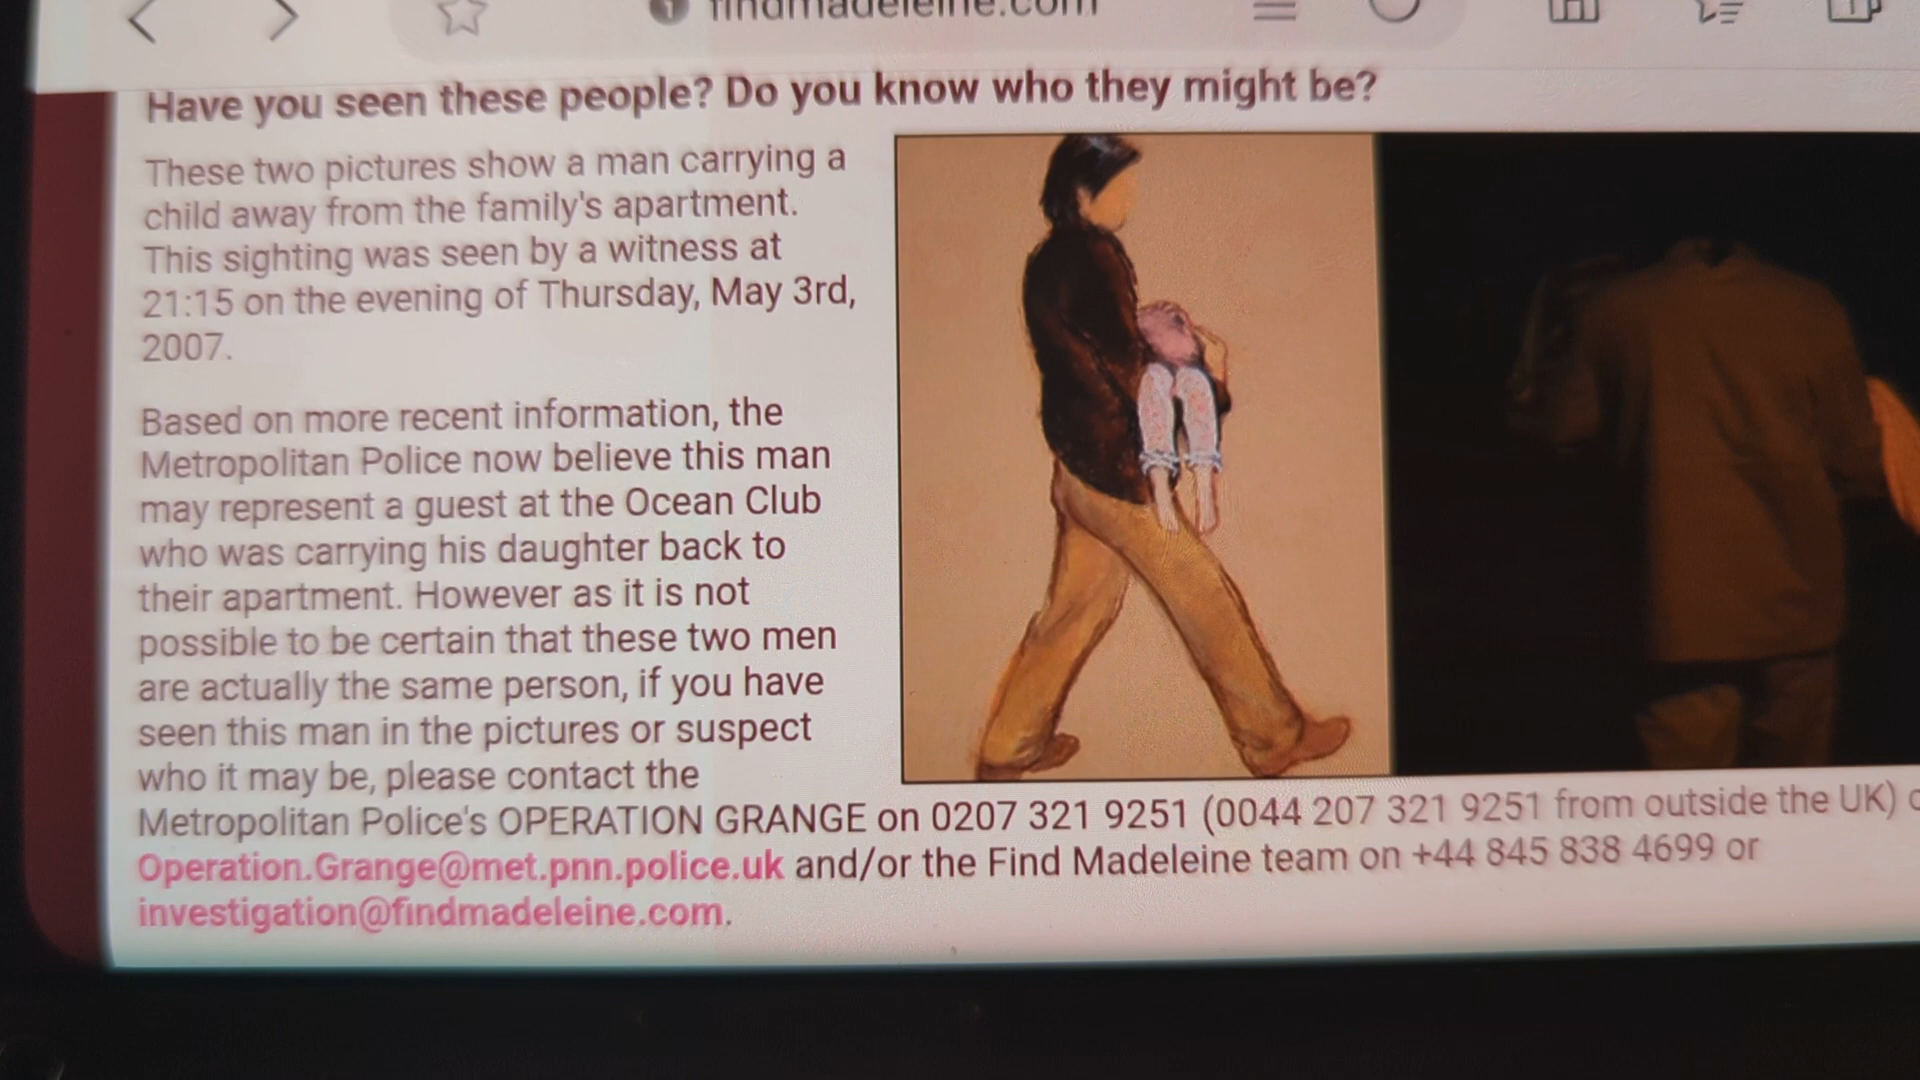 findmadeleine.com
Have you seen these people? Do you know who they might be?
These two pictures show a man carrying a
child away from the family's apartment.
This sighting was seen by a witness at
21:15 on the evening of Thursday, May 3rd,
2007.
Based on more recent information, the
Metropolitan Police now believe this man
may represent a guest at the Ocean Club
who was carrying his daughter back to
their apartment. However as it is not
possible to be certain that these two men
are actually the same person, if you have
seen this man in the pictures or suspect
who it may be, please contact the
Metropolitan Police's OPERATION GRANGE on 0207 321 9251 (0044 207 321 9251 from outside the UK)
Operation.Grange@met.pnn.police.uk and/or the Find Madeleine team on +44 845 838 4699 or
investigation@findmadeleine.com.